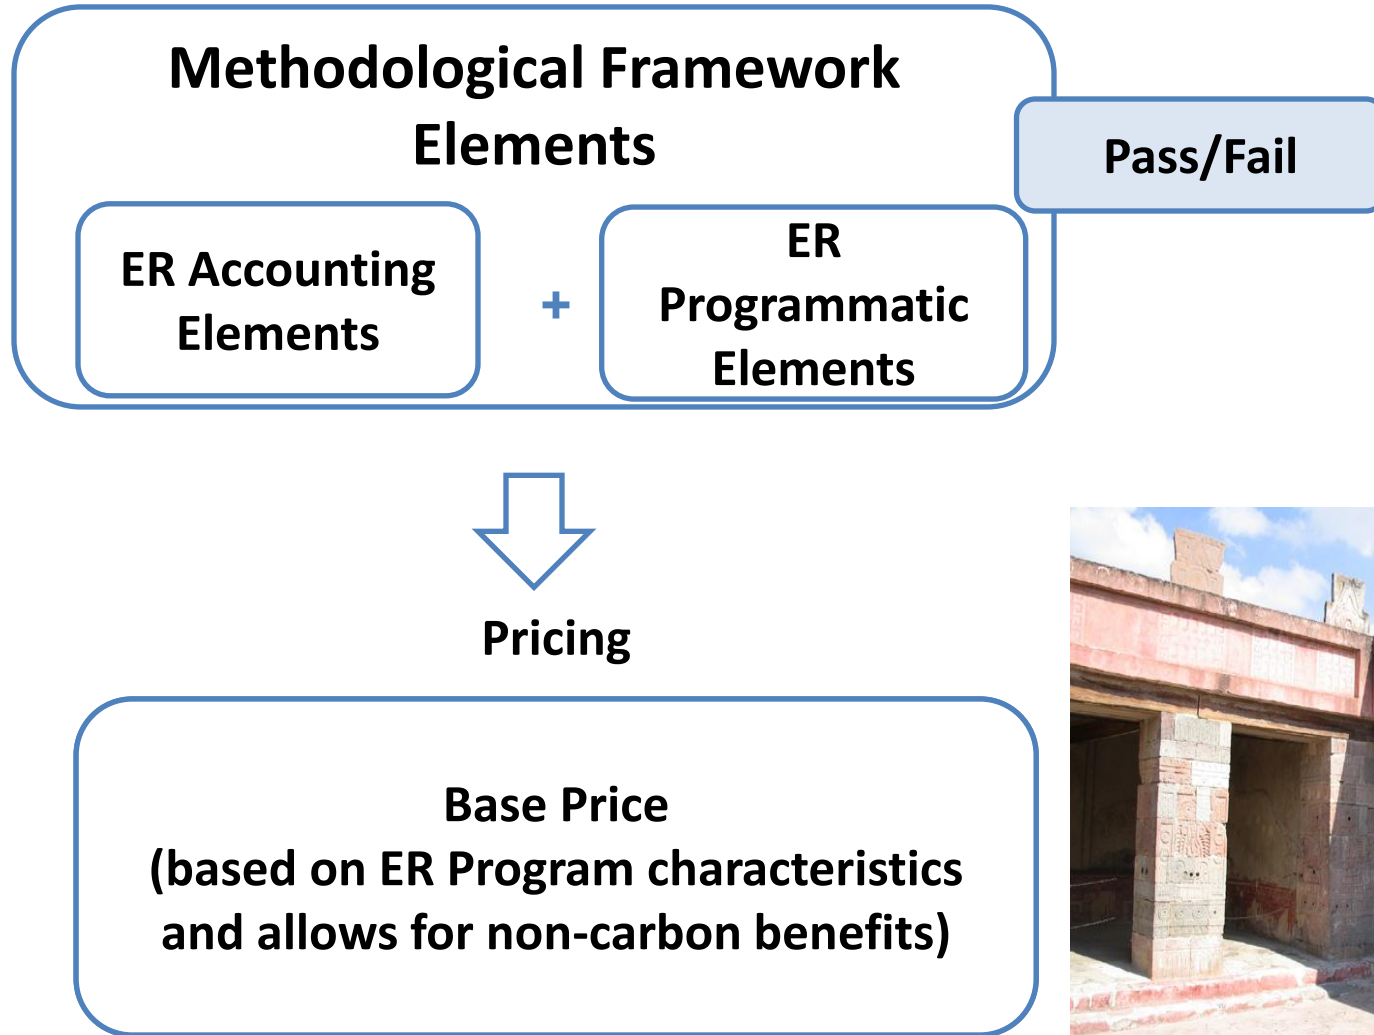 Methodological Framework
Elements
Pass/Fail
ER Accounting
Elements
+
ER
Programmatic
Elements
Pricing
Base Price
(based on ER Program characteristics
and allows for non-carbon benefits)